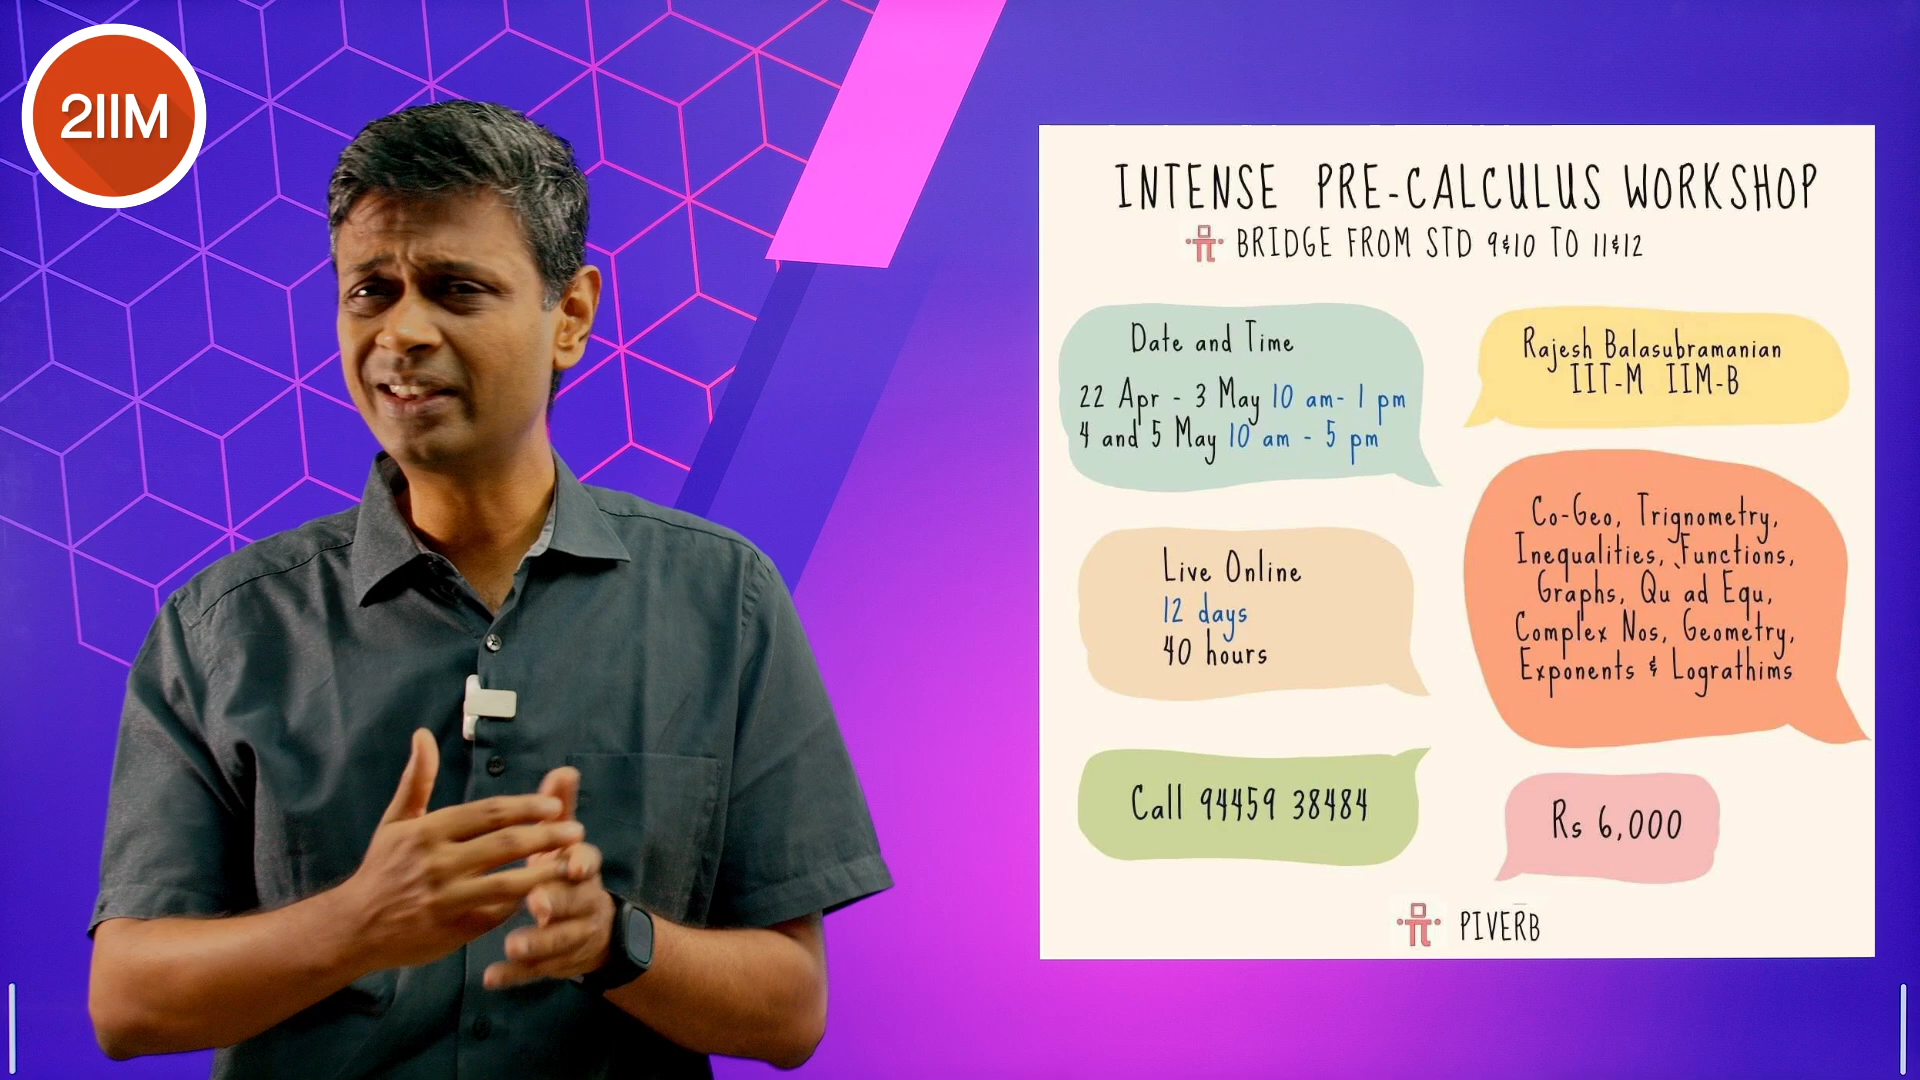 2IIM
INTENSE PRE-CALCULUS WORKSHOP
BRIDGE FROM STD 9&10 TO 11&12
Date and Time
22 Apr - 3 May 10 am- 1 pm
4 and 5 May 10 am - 5 pm
Rajesh Balasubramanian
IIT-M IIM-B
Co-Geo, Trignometry,
Inequalities, Functions,
Graphs, Qu ad Equ,
Complex Nos, Geometry,
Exponents & Lograthims
Live Online
12 days
40 hours
Call 94459 38484
Rs 6,000
PIVERB